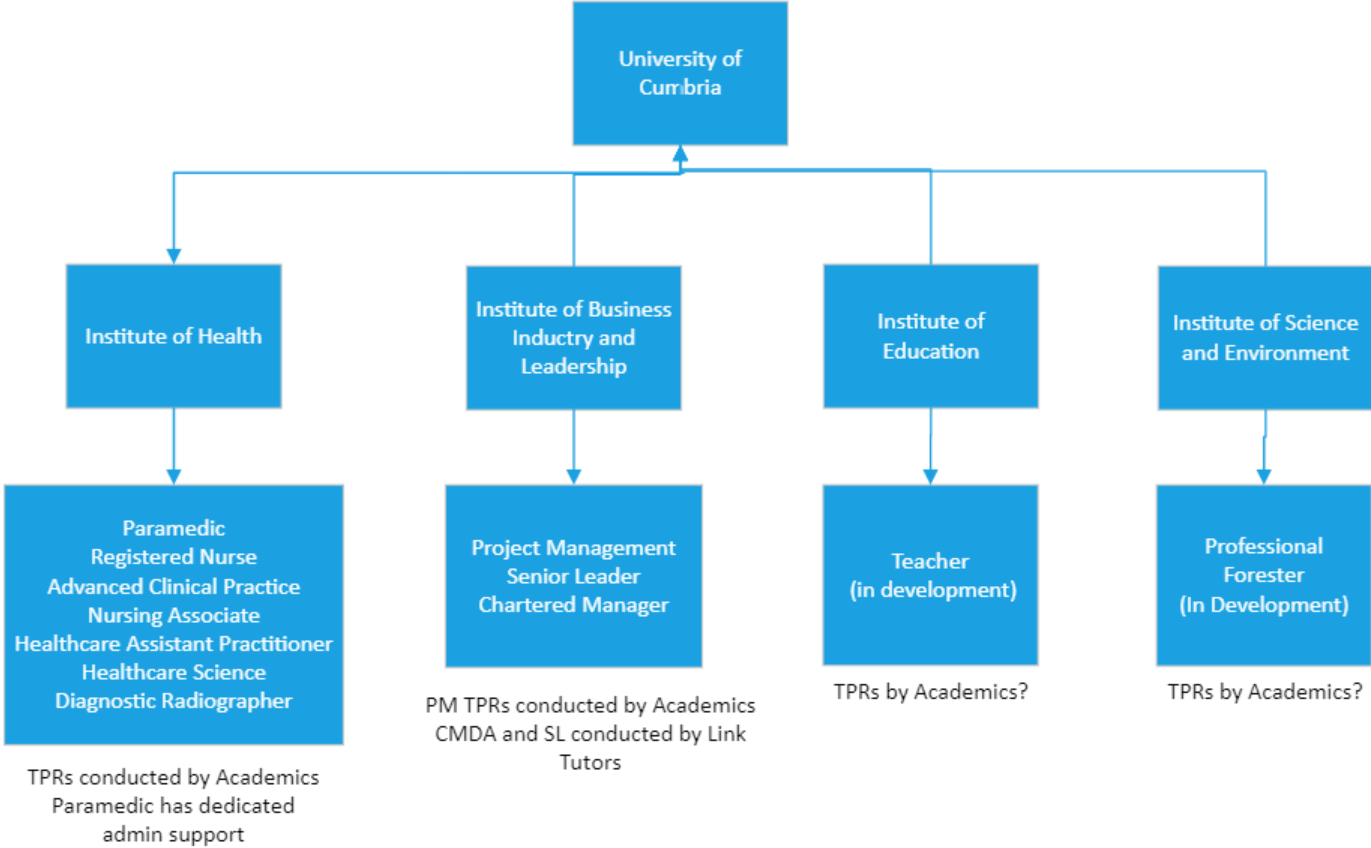 University of
Cumbria
Institute of Health
Institute of Business
Industry and
Leadership
Institute of
Education
Institute of Science
and Environment
Paramedic
Registered Nurse
Advanced Clinical Practice
Nursing Associate
Healthcare Assistant Practitioner
Healthcare Science
Diagnostic Radiographer
Project Management
Senior Leader
Chartered Manager
Teacher
(in development)
Professional
Forester
(In Development)
TPRs conducted by Academics
Paramedic has dedicated
admin support
PM TPRs conducted by Academics
CMDA and SL conducted by Link
Tutors
TPRs by Academics?
TPRs by Academics?